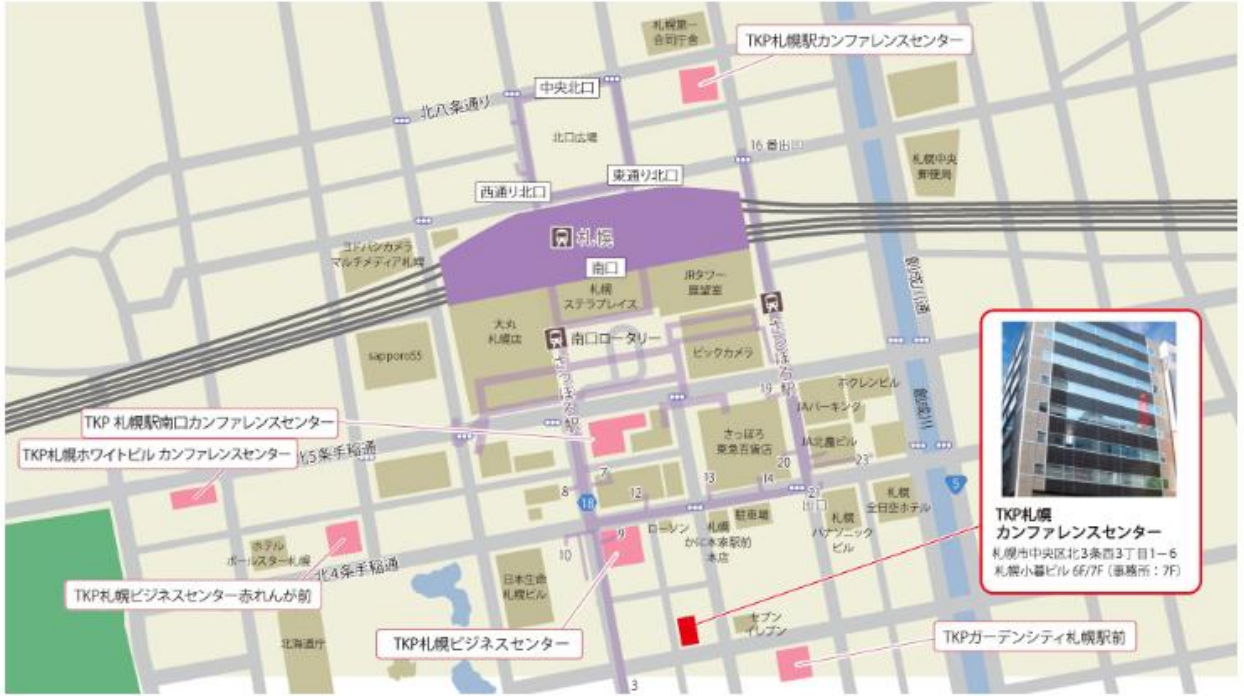 札幌第一
合同庁舎
TKP札幌駅カンファレンスセンター
中央北口
北八条通り
北口広場
16番出口
札幌中央
郵便局
東通り北口
西通り北口
札幌
ヨドバシカメラ
マルチメディア札幌
南口
札幌
ステラプレイス
JRタワー
展望室
創成川通
大丸
札幌店
南口ロータリー
さっぽろ駅
さっぽろ駅
sapporo55
ビックカメラ
ホクレンビル
19
JAパーキング
創成川
TKP 札幌駅南口カンファレンスセンター
さっぽろ
東急百貨店
JA北農ビル
TKP札幌ホワイトビル カンファレンスセンター
北5条手稲通
20
23
7
13
14
8
12
18
21
出口
札幌
全日空ホテル
5
9
ローソン
駐車場
札幌
かに本家駅前
本店
札幌
パナソニック
ビル
10
ホテル
ポールスター札幌
北4条手稲通
日本生命
札幌ビル
TKP札幌
カンファレンスセンター
札幌市中央区北3条西3丁目1−6
札幌小暮ビル 6F/7F（事務所：7F）
TKP札幌ビジネスセンター赤れんが前
セブン
イレブン
北海道庁
TKP札幌ビジネスセンター
TKPガーデンシティ札幌駅前
3